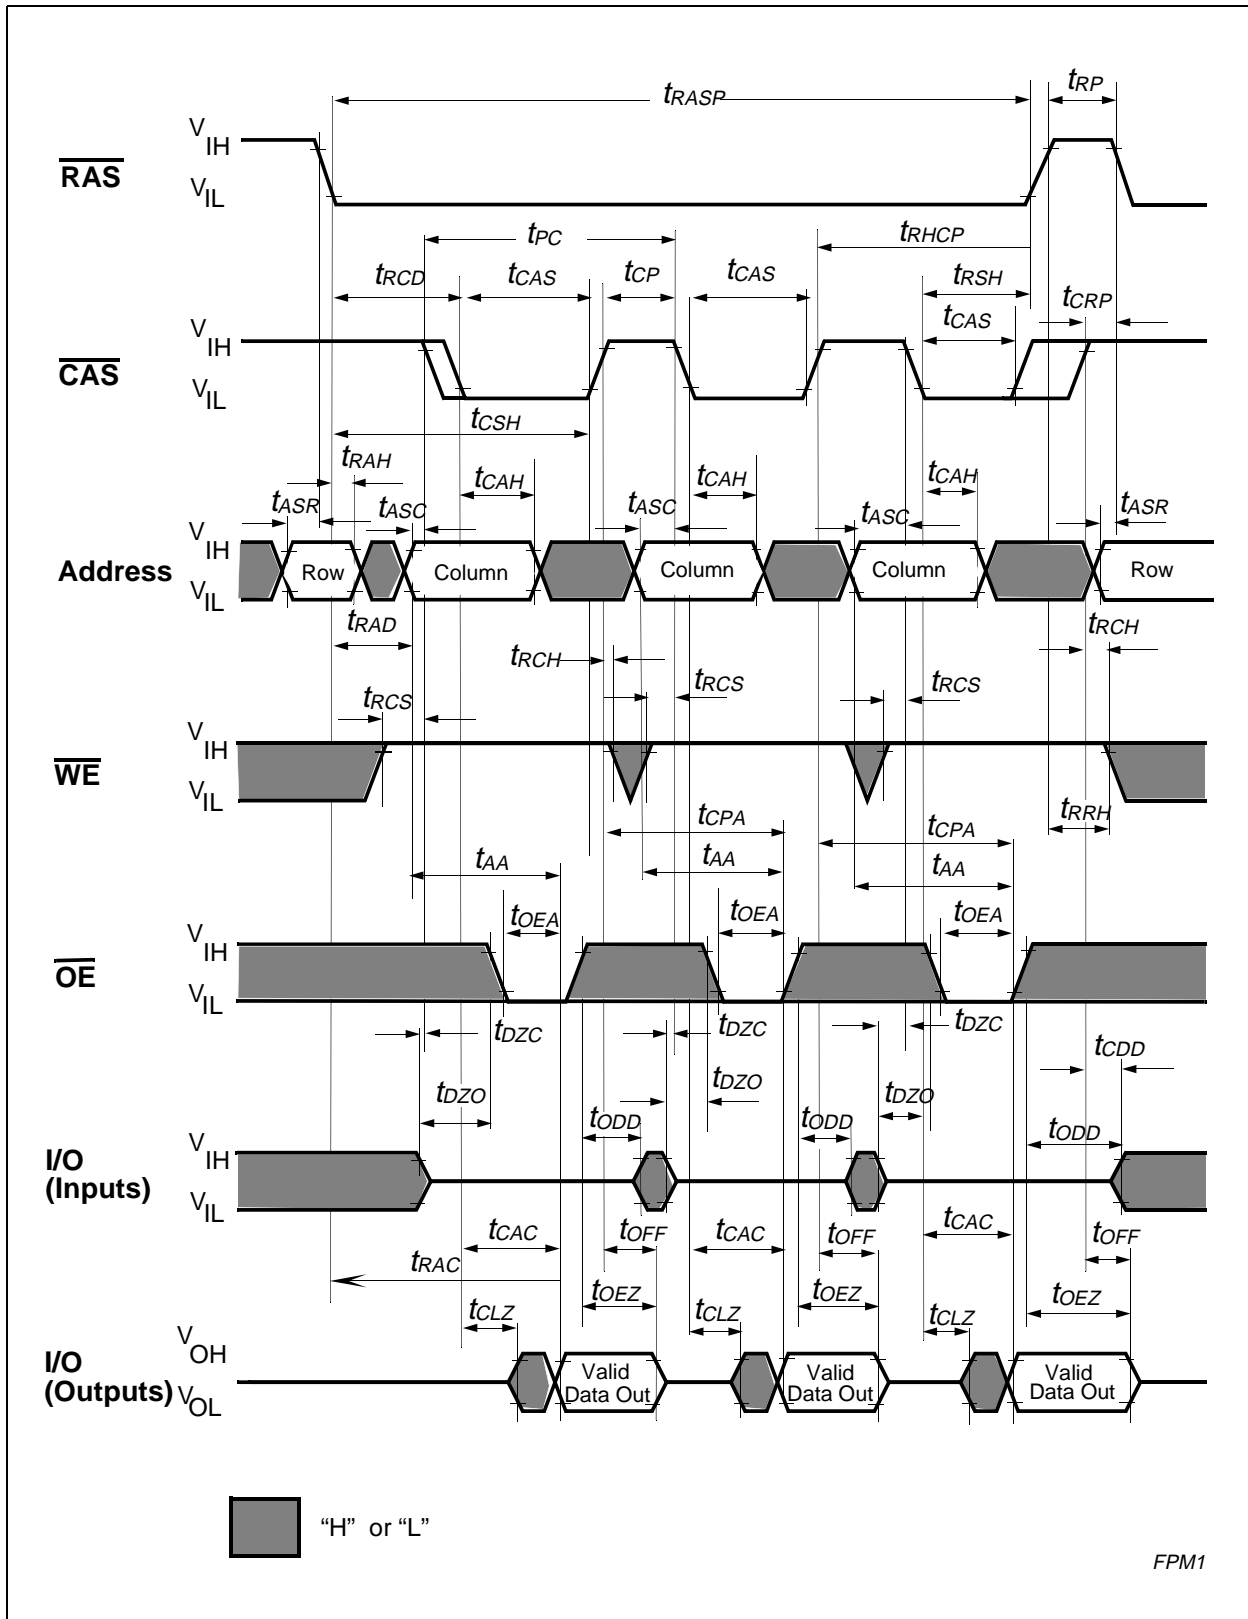 tRASP
tRP
VIH
RAS
VIL
tPC
tRHCP
tRCD
tCAS
tCP
tCAS
tRSH
tCRP
tCAS
VIH
CAS
VIL
tCSH
tRAH
tCAH
tCAH
tCAH
tASR
tASC
tASC
tASC
tASR
VIH
Address
Row
Column
Column
Column
Row
VIL
tRAD
tRCH
tRCH
tRCS
tRCS
tRCS
VIH
WE
VIL
tCPA
tCPA
tRRH
tAA
tAA
tAA
tOEA
tOEA
tOEA
VIH
OE
VIL
tDZC
tDZC
tCDD
tDZO
tDZO
tDZO
tODD
tODD
tODD
VIH
I/O
(Inputs)
VIL
tCAC
tOFF
tCAC
tOFF
tCAC
tOFF
tRAC
tOEZ
tOEZ
tOEZ
tCLZ
tCLZ
tCLZ
VOH
I/O
(Outputs)
VOL
Valid
Data Out
Valid
Data Out
Valid
Data Out
“H” or “L”
FPM1